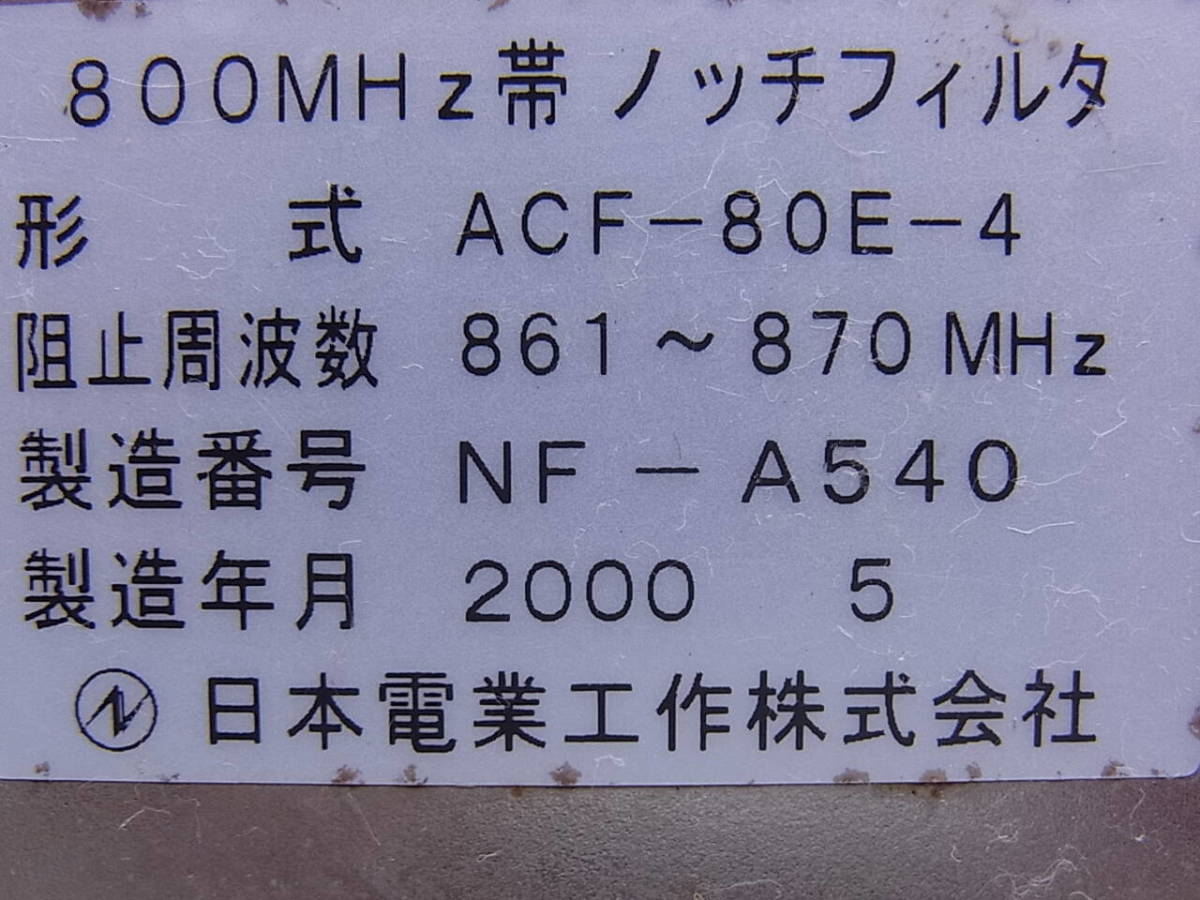 800MHz帯 ノッチフィルタ
形 式 ACF-80E-4
阻止周波数 861~870MHz
製造番号 NF-A540
製造年月 2000 5
日本電業工作株式会社